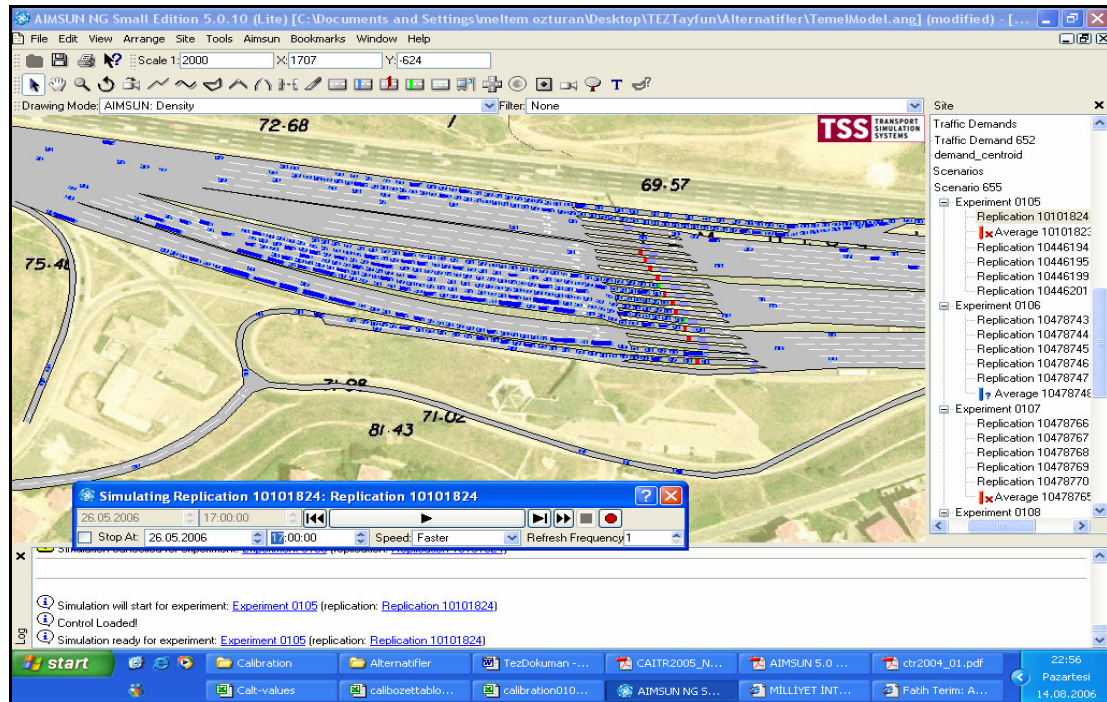 AIMSUN NG Small Edition 5.0.10 (Lite) [C:\Documents and Settings\meltem ozturan\Desktop\TEZTayfun\Alternatifler\TemelModel.ang] (modified) - [...
File Edit View Arrange Site Tools Aimsun Bookmarks Window Help
Scale 1: 2000 X: 1707 Y: -624
Drawing Mode: AIMSUN: Density Filter: None
Site
72-68
TSS TRANSPORT SIMULATION SYSTEMS
69.57
75-4
71-02
81-43
Traffic Demands
Traffic Demand 652
demand_centroid
Scenarios
Scenario 655
Experiment 0105
Replication 10101824
Average 10101823
Replication 10446194
Replication 10446195
Replication 10446199
Replication 10446201
Experiment 0106
Replication 10478743
Replication 10478744
Replication 10478745
Replication 10478746
Replication 10478747
Average 10478748
Experiment 0107
Replication 10478766
Replication 10478767
Replication 10478768
Replication 10478769
Replication 10478770
Average 10478765
Experiment 0108
Simulating Replication 10101824: Replication 10101824
26.05.2006 17:00:00
Stop At: 26.05.2006 17:00:00 Speed: Faster Refresh Frequency 1
Log
Simulation will start for experiment: Experiment 0105 (replication: Replication 10101824)
Control Loaded!
Simulation ready for experiment: Experiment 0105 (replication: Replication 10101824)
start Calibration Alternatifler TezDokuman -... CAITR2005_N... AIMSUN 5.0 ... ctr2004_01.pdf 22:56
Calt-values calibozettablo... calibration010... AIMSUN NG S... MİLLİYET İNT... Fatih Terim: A... Pazartesi
14.08.2006